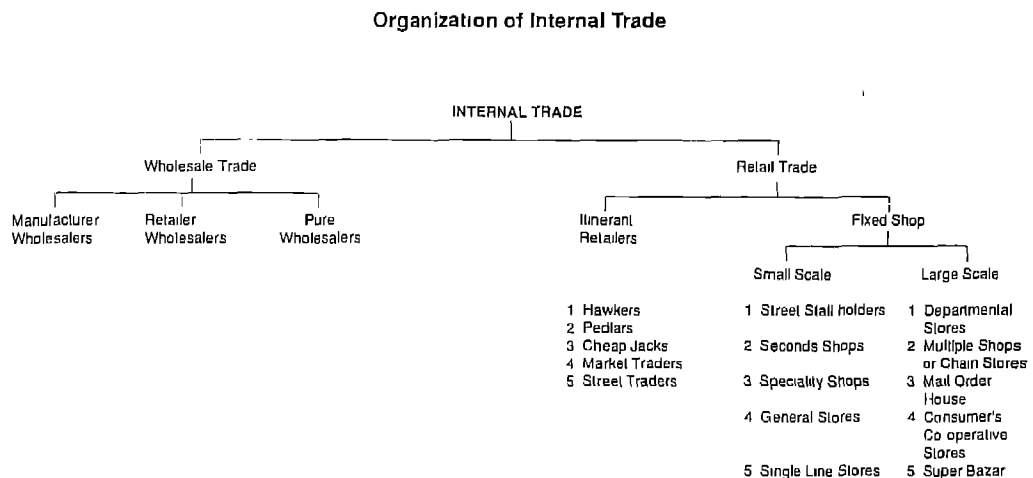 Organization of Internal Trade
INTERNAL TRADE
Wholesale Trade
Retail Trade
Manufacturer
Wholesalers
Retailer
Wholesalers
Pure
Wholesalers
Itinerant
Retailers
Fixed Shop
Small Scale
Large Scale
1 Hawkers
2 Pedlars
3 Cheap Jacks
4 Market Traders
5 Street Traders
1 Street Stall holders
2 Seconds Shops
3 Speciality Shops
4 General Stores
5 Single Line Stores
1 Departmental
Stores
2 Multiple Shops
or Chain Stores
3 Mail Order
House
4 Consumer's
Co operative
Stores
5 Super Bazar